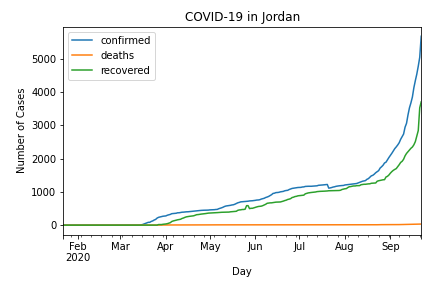 COVID-19 in Jordan
confirmed
deaths
recovered
Number of Cases
5000
4000
3000
2000
1000
0
Feb Mar Apr May Jun Jul Aug Sep
2020
Day